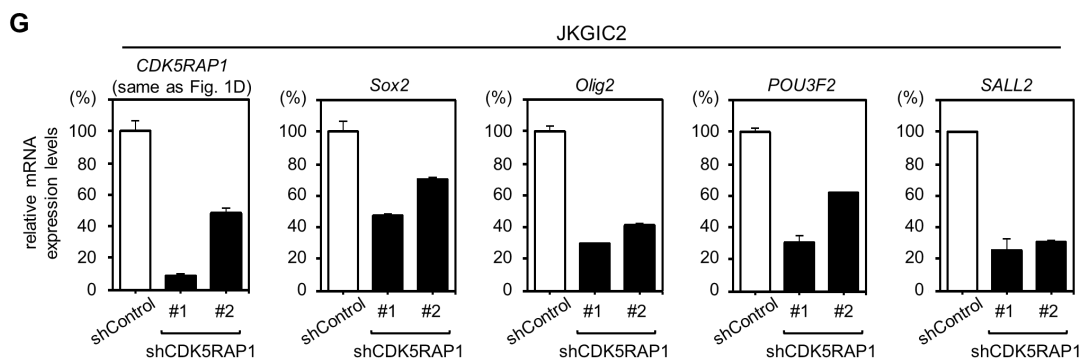 G
JKGIC2
CDK5RAP1
(same as Fig. 1D)
Sox2
Olig2
POU3F2
SALL2
(%)
(%)
(%)
(%)
(%)
relative mRNA
expression levels
100
80
60
40
20
0
100
80
60
40
20
0
100
80
60
40
20
0
100
80
60
40
20
0
100
80
60
40
20
0
shControl
#1
#2
shCDK5RAP1
shControl
#1
#2
shCDK5RAP1
shControl
#1
#2
shCDK5RAP1
shControl
#1
#2
shCDK5RAP1
shControl
#1
#2
shCDK5RAP1